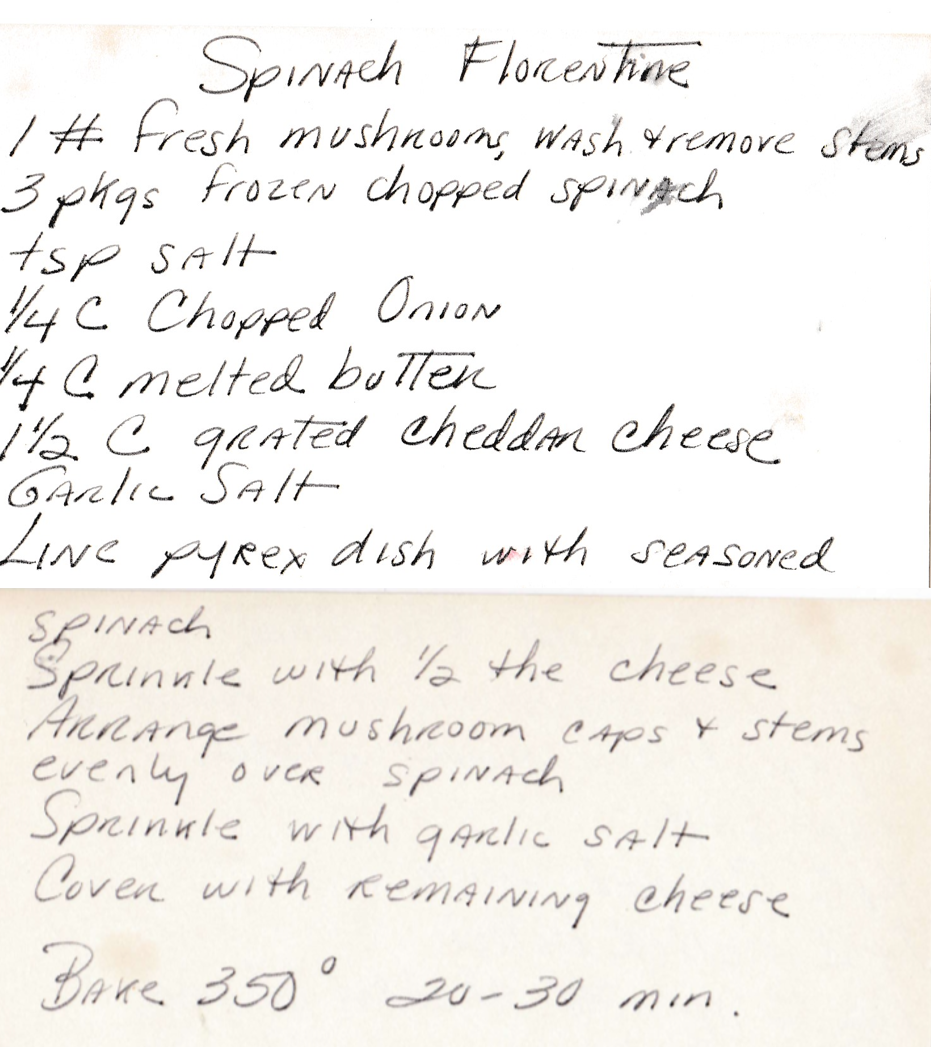 Spinach Florentine
1 # fresh mushrooms, wash & remove stems
3 pkgs frozen chopped spinach
tsp salt
1/4 C Chopped Onion
1/4 C melted butter
1 1/2 C grated cheddar cheese
Garlic Salt
Line pyrex dish with seasoned
spinach
Sprinkle with 1/2 the cheese
Arrange mushroom caps & stems
evenly over spinach
Sprinkle with garlic salt
Cover with remaining cheese
Bake 350° 20-30 min.